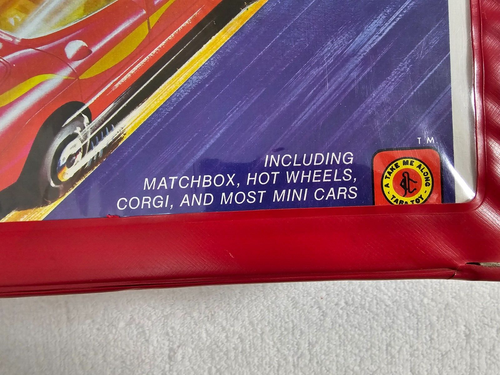 TM
INCLUDING
MATCHBOX, HOT WHEELS,
CORGI, AND MOST MINI CARS
A TAKE ME ALONG
TARA TOY